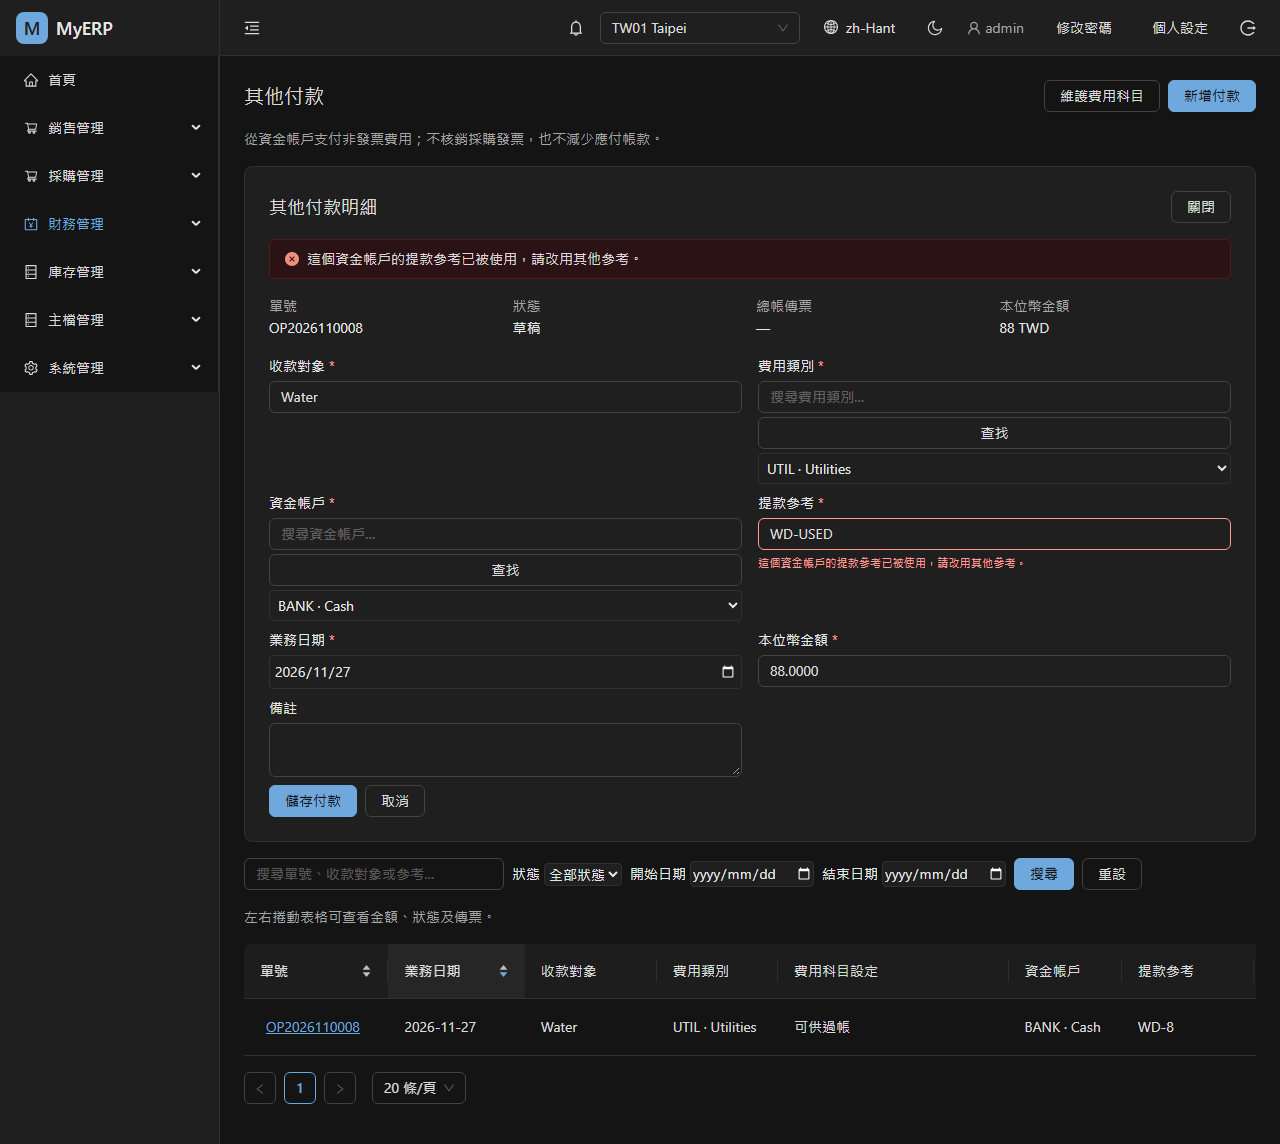 M MyERP
TW01 Taipei
zh-Hant
admin
修改密碼
個人設定
首頁
銷售管理
採購管理
財務管理
庫存管理
主檔管理
系統管理
其他付款
維護費用科目
新增付款
從資金帳戶支付非發票費用；不核銷採購發票，也不減少應付帳款。
其他付款明細
關閉
這個資金帳戶的提款參考已被使用，請改用其他參考。
單號 狀態 總帳傳票 本位幣金額
OP2026110008 草稿 — 88 TWD
收款對象 * 費用類別 *
Water 搜尋費用類別...
查找
UTIL · Utilities
資金帳戶 * 提款參考 *
搜尋資金帳戶... WD-USED
查找 這個資金帳戶的提款參考已被使用，請改用其他參考。
BANK · Cash
業務日期 * 本位幣金額 *
2026/11/27 88.0000
備註
儲存付款 取消
搜尋單號、收款對象或參考... 狀態 全部狀態 開始日期 yyyy/mm/dd 結束日期 yyyy/mm/dd 搜尋 重設
左右捲動表格可查看金額、狀態及傳票。
單號 業務日期 收款對象 費用類別 費用科目設定 資金帳戶 提款參考
OP2026110008 2026-11-27 Water UTIL · Utilities 可供過帳 BANK · Cash WD-8
< 1 > 20 條/頁